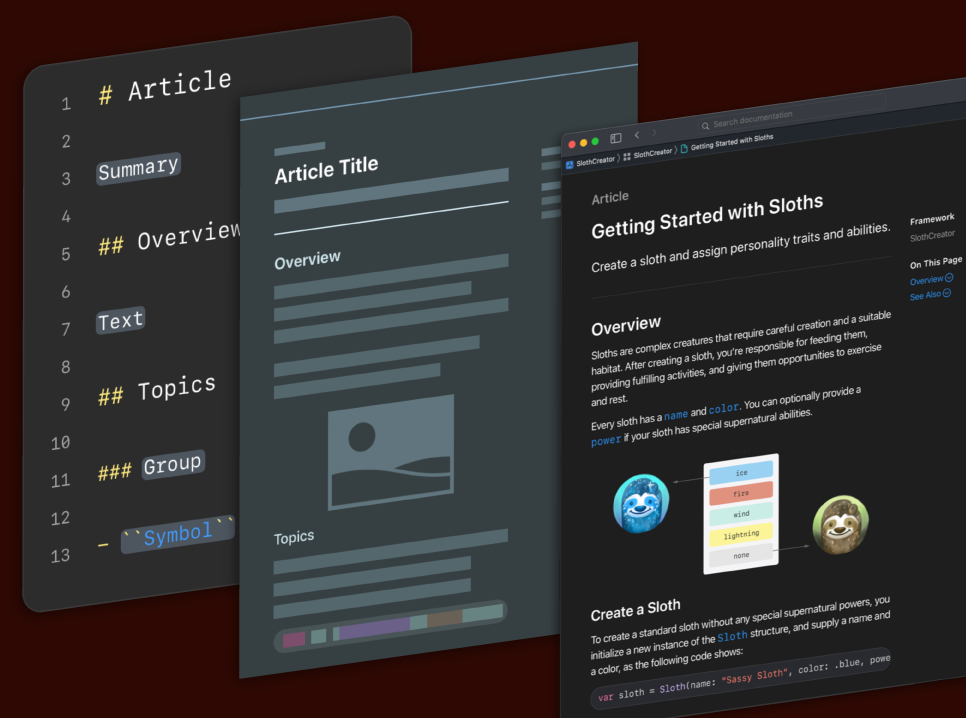 1 # Article
2
3 Summary
4
5 ## Overview
6
7 Text
8
9 ## Topics
10
11 ### Group
12
13 - ``Symbol``
Article Title
Overview
Topics
Search documentation
SlothCreator 〉 SlothCreator 〉 Getting Started with Sloths
Article
Getting Started with Sloths
Create a sloth and assign personality traits and abilities.
Overview
Sloths are complex creatures that require careful creation and a suitable
habitat. After creating a sloth, you're responsible for feeding them,
providing fulfilling activities, and giving them opportunities to exercise
and rest.
Every sloth has a name and color. You can optionally provide a
power if your sloth has special supernatural abilities.
ice
fire
wind
lightning
none
Create a Sloth
To create a standard sloth without any special supernatural powers, you
initialize a new instance of the Sloth structure, and supply a name and
a color, as the following code shows:
var sloth = Sloth(name: "Sassy Sloth", color: .blue, powe
Framework
SlothCreator
On This Page
Overview
See Also